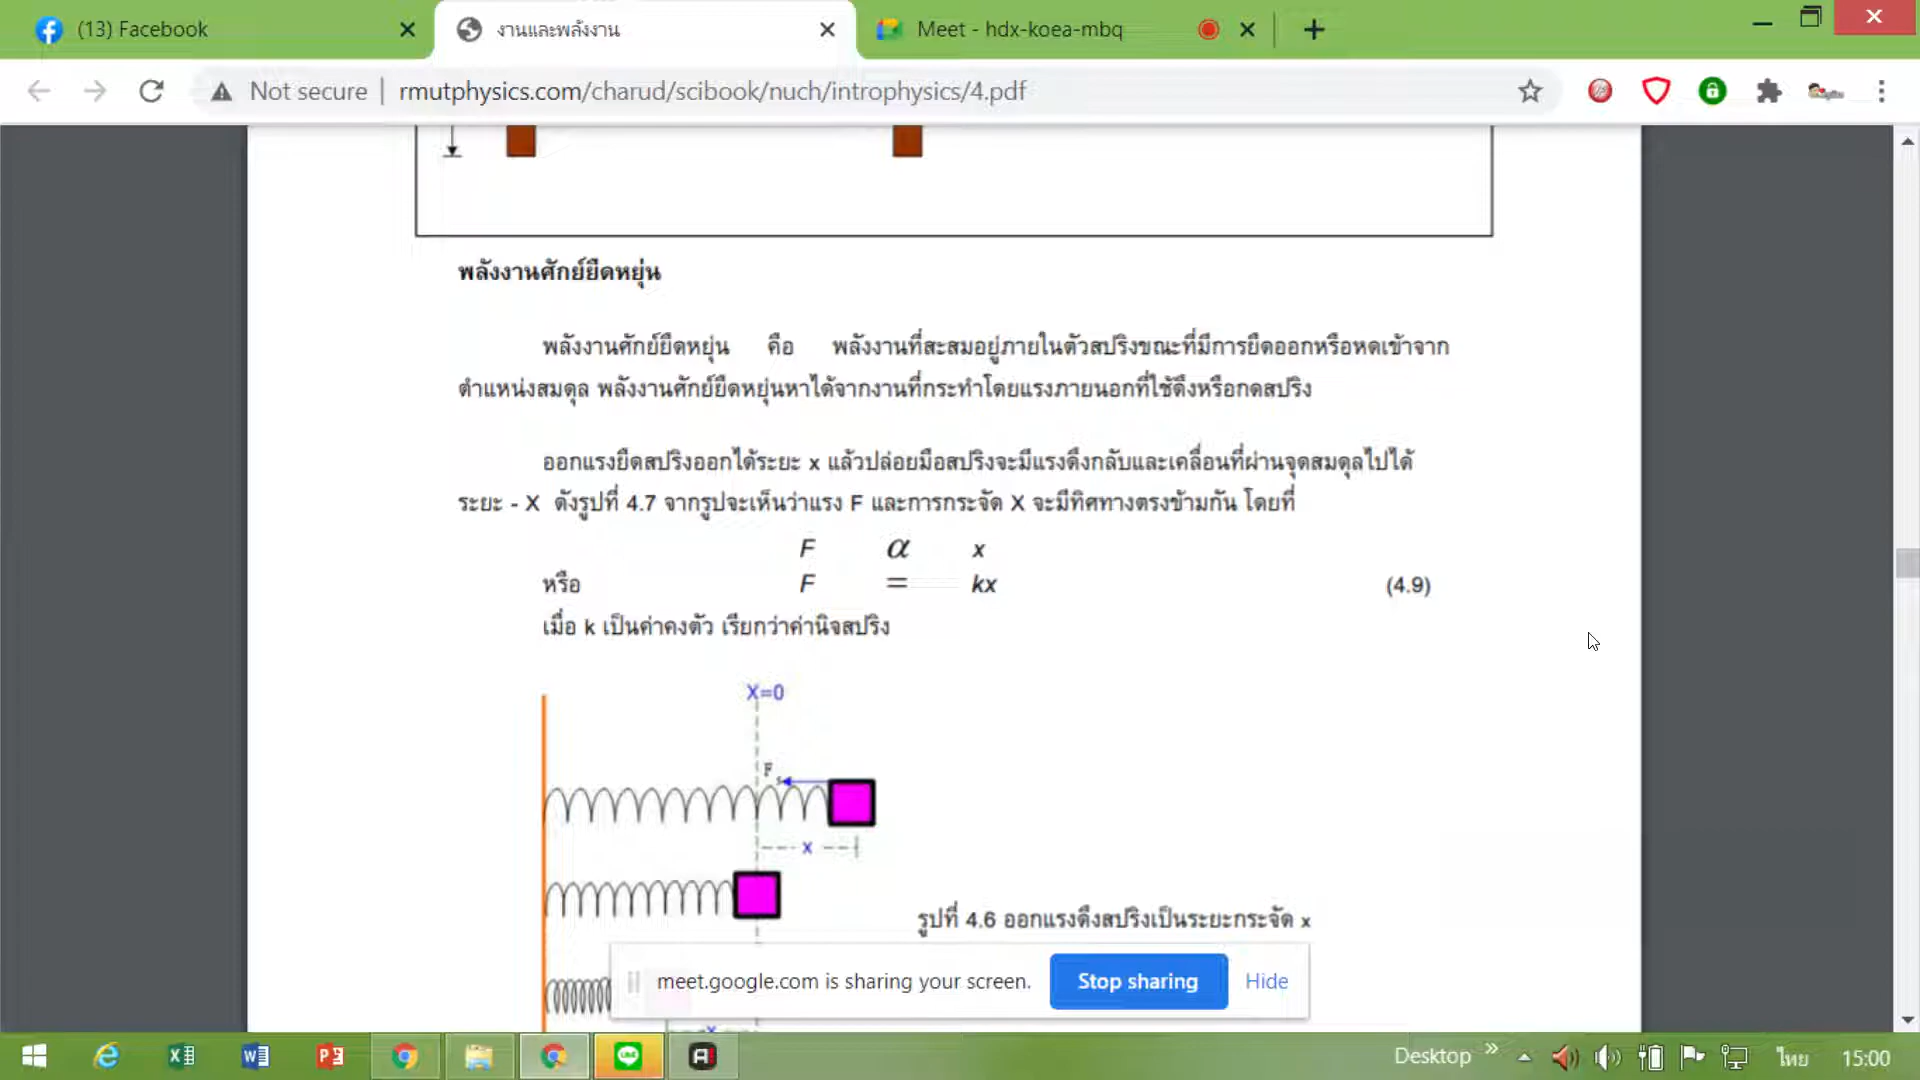 (13) Facebook
งานและพลังงาน
Meet - hdx-koea-mbq
Not secure
rmutphysics.com/charud/scibook/nuch/introphysics/4.pdf
พลังงานศักย์ยืดหยุ่น
พลังงานศักย์ยืดหยุ่น คือ พลังงานที่สะสมอยู่ภายในตัวสปริงขณะที่มีการยืดออกหรือหดเข้าจาก
ตำแหน่งสมดุล พลังงานศักย์ยืดหยุ่นหาได้จากงานที่กระทำโดยแรงภายนอกที่ใช้ดึงหรือกดสปริง
ออกแรงยืดสปริงออกได้ระยะ x แล้วปล่อยมือสปริงจะมีแรงดึงกลับและเคลื่อนที่ผ่านจุดสมดุลไปได้
ระยะ - X ดังรูปที่ 4.7 จากรูปจะเห็นว่าแรง F และการกระจัด X จะมีทิศทางตรงข้ามกัน โดยที่
F α x
หรือ F = kx (4.9)
เมื่อ k เป็นค่าคงตัว เรียกว่าค่านิจสปริง
X=0
F
x
รูปที่ 4.6 ออกแรงดึงสปริงเป็นระยะกระจัด x
meet.google.com is sharing your screen.
Stop sharing
Hide
Desktop
ไทย
15:00